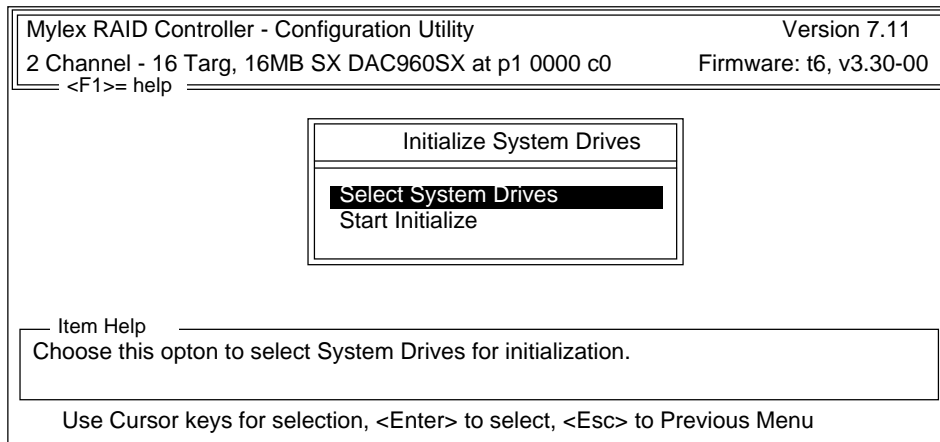 Mylex RAID Controller - Configuration Utility Version 7.11
2 Channel - 16 Targ, 16MB SX DAC960SX at p1 0000 c0 Firmware: t6, v3.30-00
<F1>= help
Initialize System Drives
Select System Drives
Start Initialize
Item Help
Choose this opton to select System Drives for initialization.
Use Cursor keys for selection, <Enter> to select, <Esc> to Previous Menu